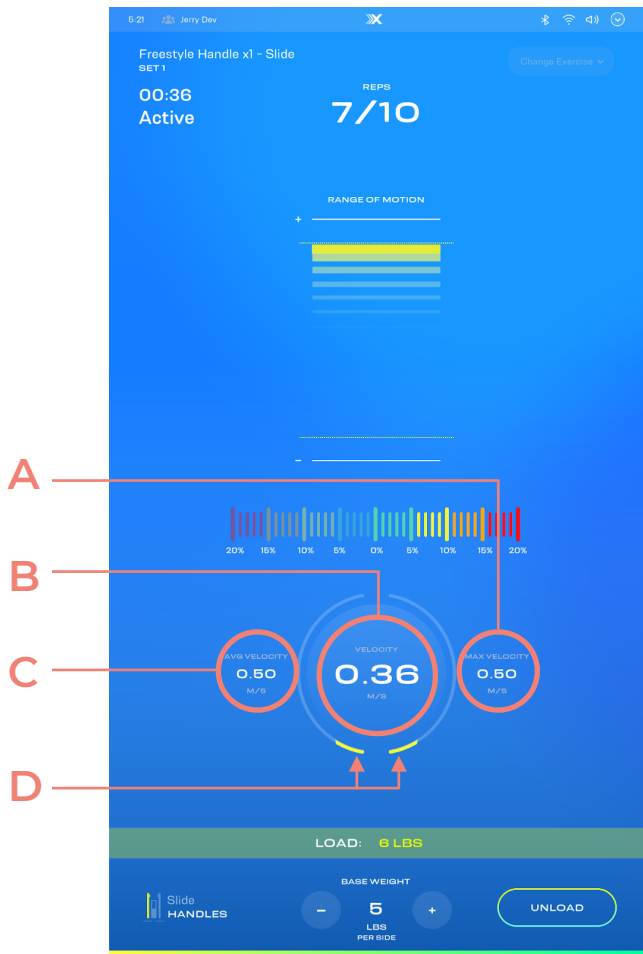 5:21 Jerry Dev
Freestyle Handle x1 - Slide
SET 1
Change Exercise
00:36
Active
REPS
7/10
RANGE OF MOTION
+
−
A
20% 15% 10% 5% 0% 5% 10% 15% 20%
B
AVG VELOCITY
0.50
M/S
VELOCITY
0.36
M/S
MAX VELOCITY
0.50
M/S
C
D
LOAD: 6 LBS
Slide
HANDLES
BASE WEIGHT
− 5 +
LBS
PER SIDE
UNLOAD